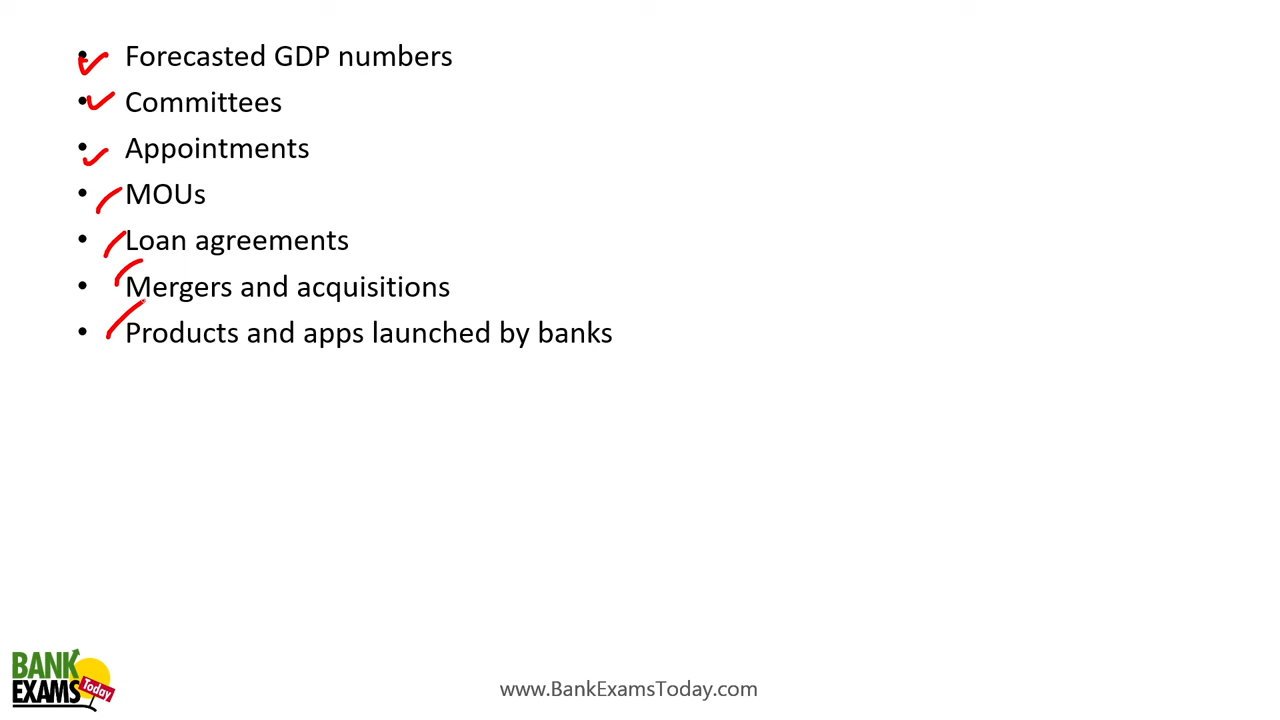 • Forecasted GDP numbers
• Committees
• Appointments
• MOUs
• Loan agreements
• Mergers and acquisitions
• Products and apps launched by banks
BANK
EXAMS
Today
www.BankExamsToday.com